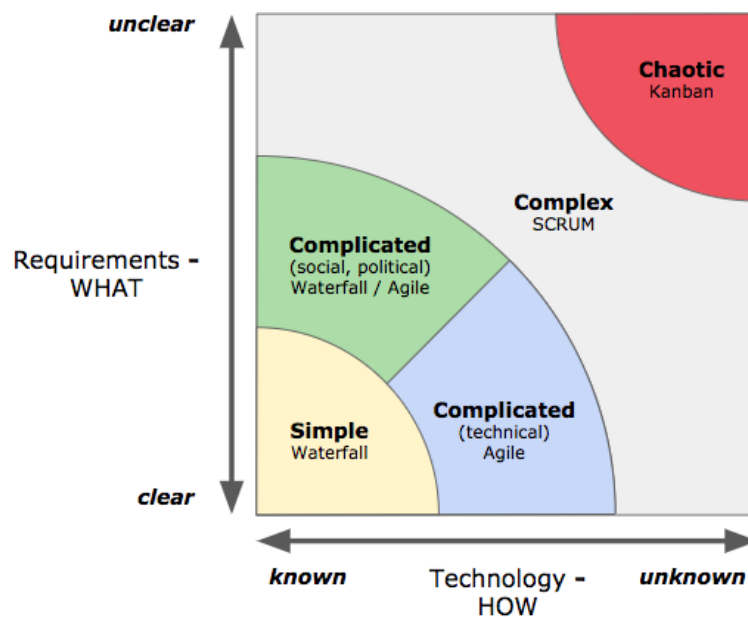 unclear
Chaotic
Kanban
Complex
SCRUM
Complicated
(social, political)
Waterfall / Agile
Requirements -
WHAT
Simple
Waterfall
Complicated
(technical)
Agile
clear
known
Technology -
HOW
unknown